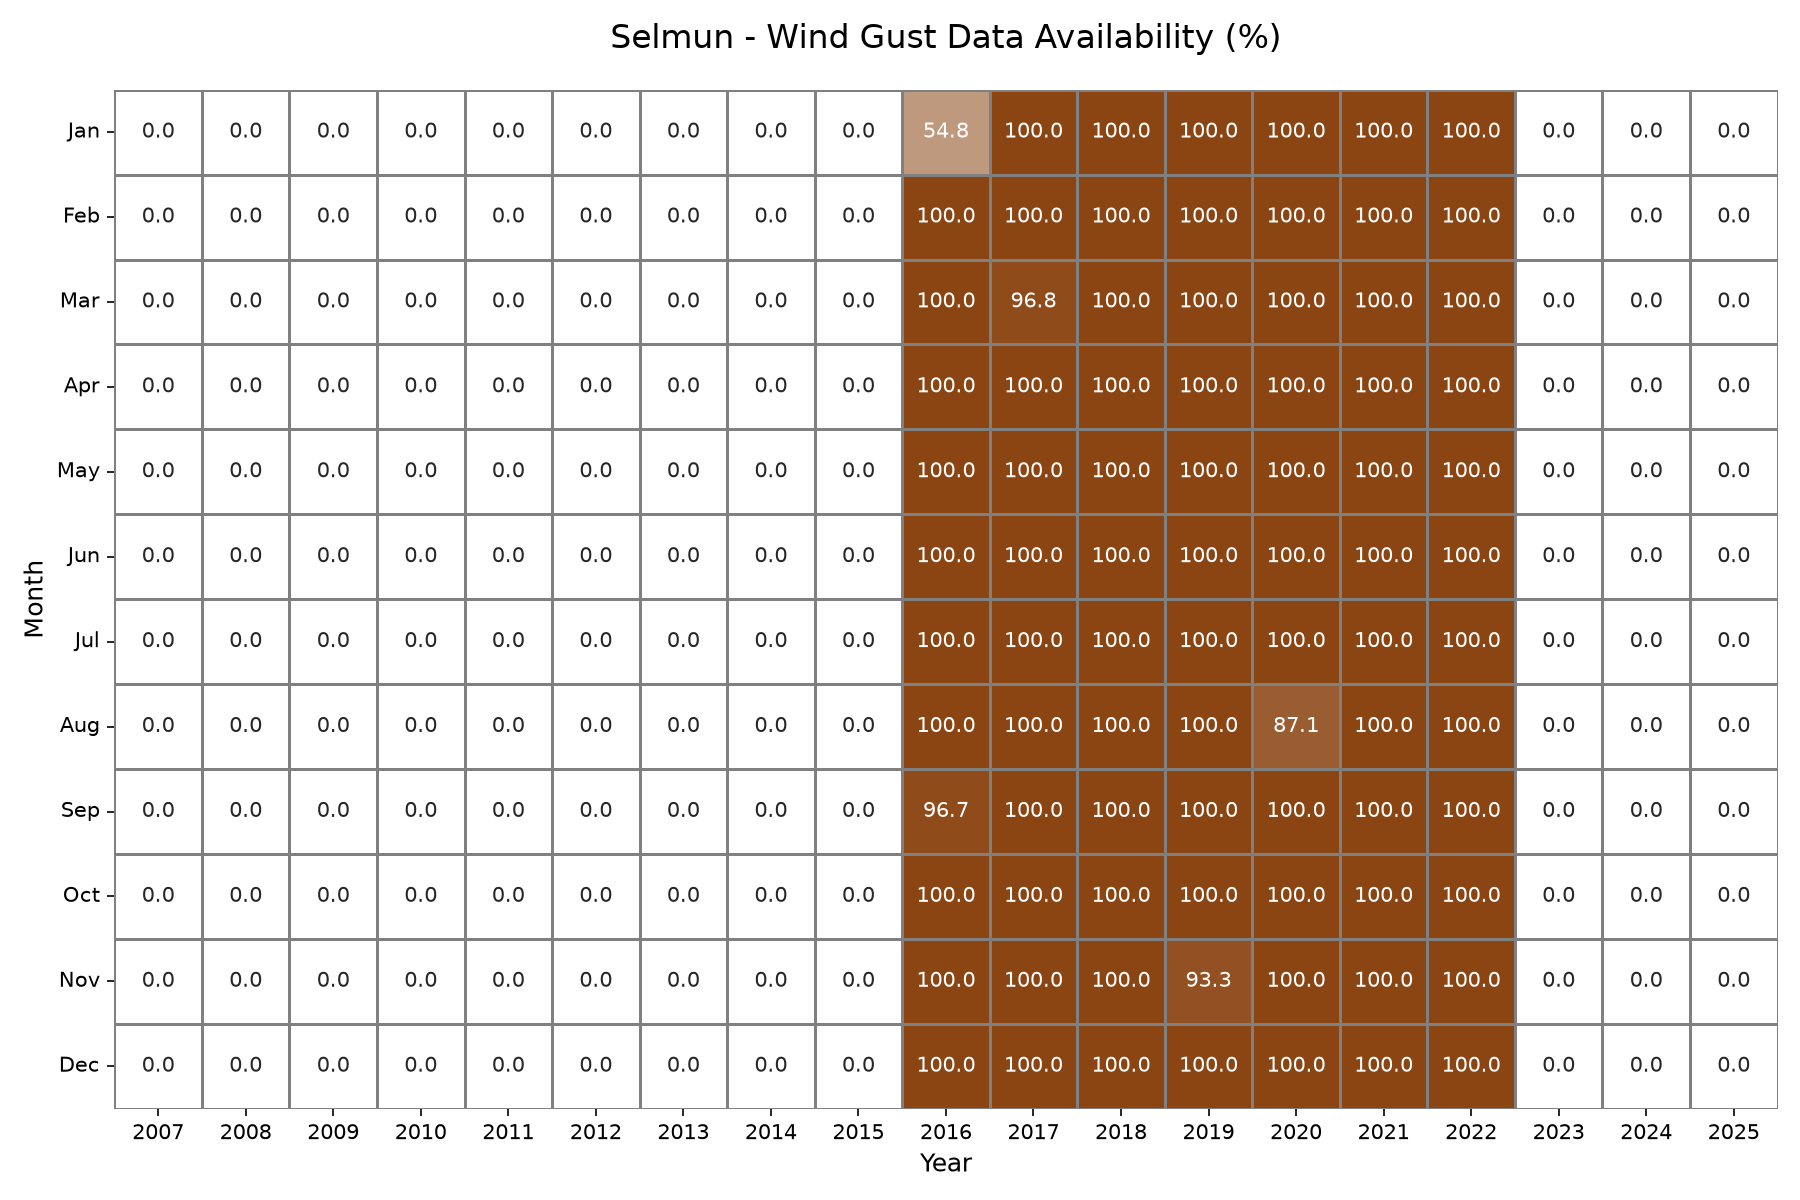 Selmun - Wind Gust Data Availability (%)
Jan 0.0 0.0 0.0 0.0 0.0 0.0 0.0 0.0 0.0 54.8 100.0 100.0 100.0 100.0 100.0 100.0 0.0 0.0 0.0
Feb 0.0 0.0 0.0 0.0 0.0 0.0 0.0 0.0 0.0 100.0 100.0 100.0 100.0 100.0 100.0 100.0 0.0 0.0 0.0
Mar 0.0 0.0 0.0 0.0 0.0 0.0 0.0 0.0 0.0 100.0 96.8 100.0 100.0 100.0 100.0 100.0 0.0 0.0 0.0
Apr 0.0 0.0 0.0 0.0 0.0 0.0 0.0 0.0 0.0 100.0 100.0 100.0 100.0 100.0 100.0 100.0 0.0 0.0 0.0
May 0.0 0.0 0.0 0.0 0.0 0.0 0.0 0.0 0.0 100.0 100.0 100.0 100.0 100.0 100.0 100.0 0.0 0.0 0.0
Jun 0.0 0.0 0.0 0.0 0.0 0.0 0.0 0.0 0.0 100.0 100.0 100.0 100.0 100.0 100.0 100.0 0.0 0.0 0.0
Month
Jul 0.0 0.0 0.0 0.0 0.0 0.0 0.0 0.0 0.0 100.0 100.0 100.0 100.0 100.0 100.0 100.0 0.0 0.0 0.0
Aug 0.0 0.0 0.0 0.0 0.0 0.0 0.0 0.0 0.0 100.0 100.0 100.0 100.0 87.1 100.0 100.0 0.0 0.0 0.0
Sep 0.0 0.0 0.0 0.0 0.0 0.0 0.0 0.0 0.0 96.7 100.0 100.0 100.0 100.0 100.0 100.0 0.0 0.0 0.0
Oct 0.0 0.0 0.0 0.0 0.0 0.0 0.0 0.0 0.0 100.0 100.0 100.0 100.0 100.0 100.0 100.0 0.0 0.0 0.0
Nov 0.0 0.0 0.0 0.0 0.0 0.0 0.0 0.0 0.0 100.0 100.0 100.0 93.3 100.0 100.0 100.0 0.0 0.0 0.0
Dec 0.0 0.0 0.0 0.0 0.0 0.0 0.0 0.0 0.0 100.0 100.0 100.0 100.0 100.0 100.0 100.0 0.0 0.0 0.0
2007 2008 2009 2010 2011 2012 2013 2014 2015 2016 2017 2018 2019 2020 2021 2022 2023 2024 2025
Year